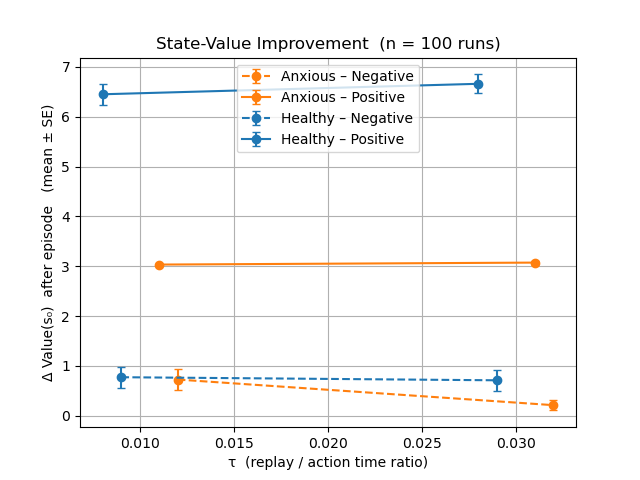 State-Value Improvement  (n = 100 runs)
Δ Value(s₀)  after episode   (mean ± SE)
7
6
5
4
3
2
1
0
Anxious – Negative
Anxious – Positive
Healthy – Negative
Healthy – Positive
0.010 0.015 0.020 0.025 0.030
τ  (replay / action time ratio)